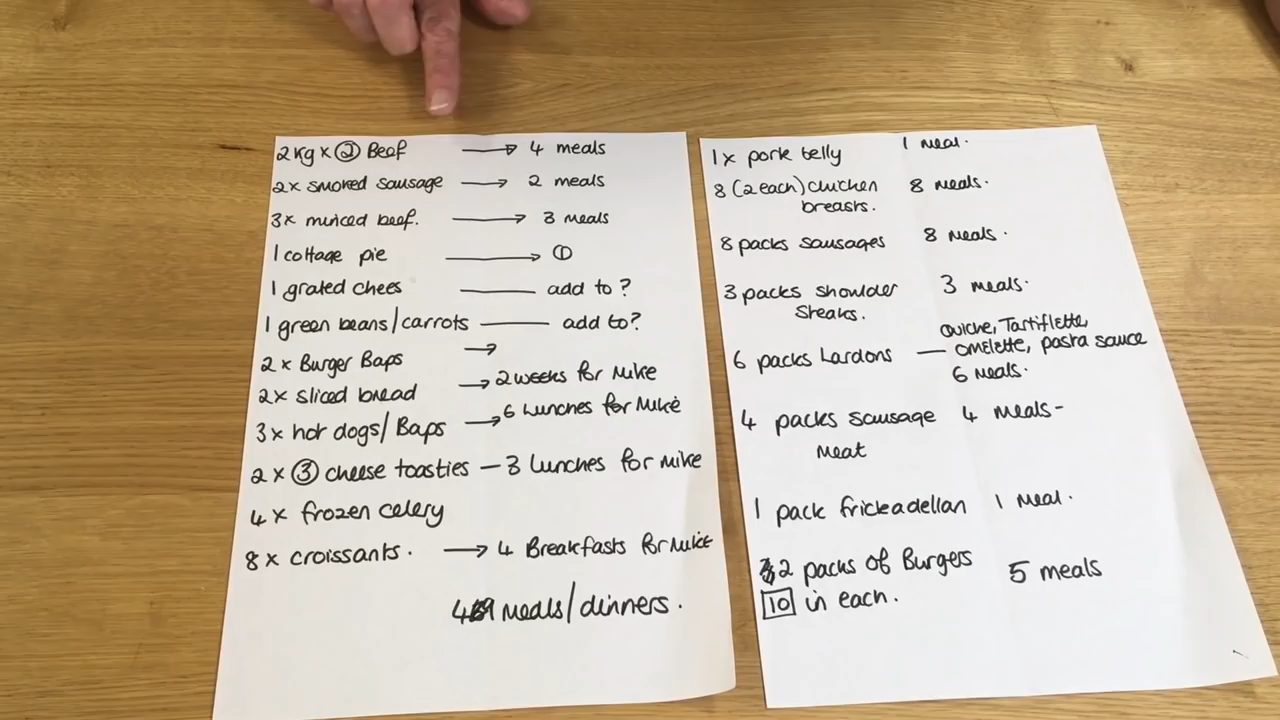 2kg x ② Beef → 4 meals
2x smoked sausage → 2 meals
3x minced beef. → 3 meals
1 cottage pie → ①
1 grated chees — add to ?
1 green beans/carrots — add to?
2 x Burger Baps →
2x sliced bread → 2 weeks for Mike
3x hot dogs/Baps → 6 Lunches for Mike
2 x ③ cheese toasties — 3 Lunches for mike
4x frozen celery
8x croissants. → 4 Breakfasts for Mike
meals/dinners.
1x pork belly 1 meal.
8 (2 each) chicken 8 meals.
breasts.
8 packs sausages 8 meals.
3 packs shoulder 3 meals.
steaks.
Quiche, Tartiflette,
6 packs Lardons — omelette, pasta sauce
6 meals.
4 packs sausage 4 meals-
meat
1 pack frickadellan 1 meal.
2 packs of Burgers 5 meals
10 in each.